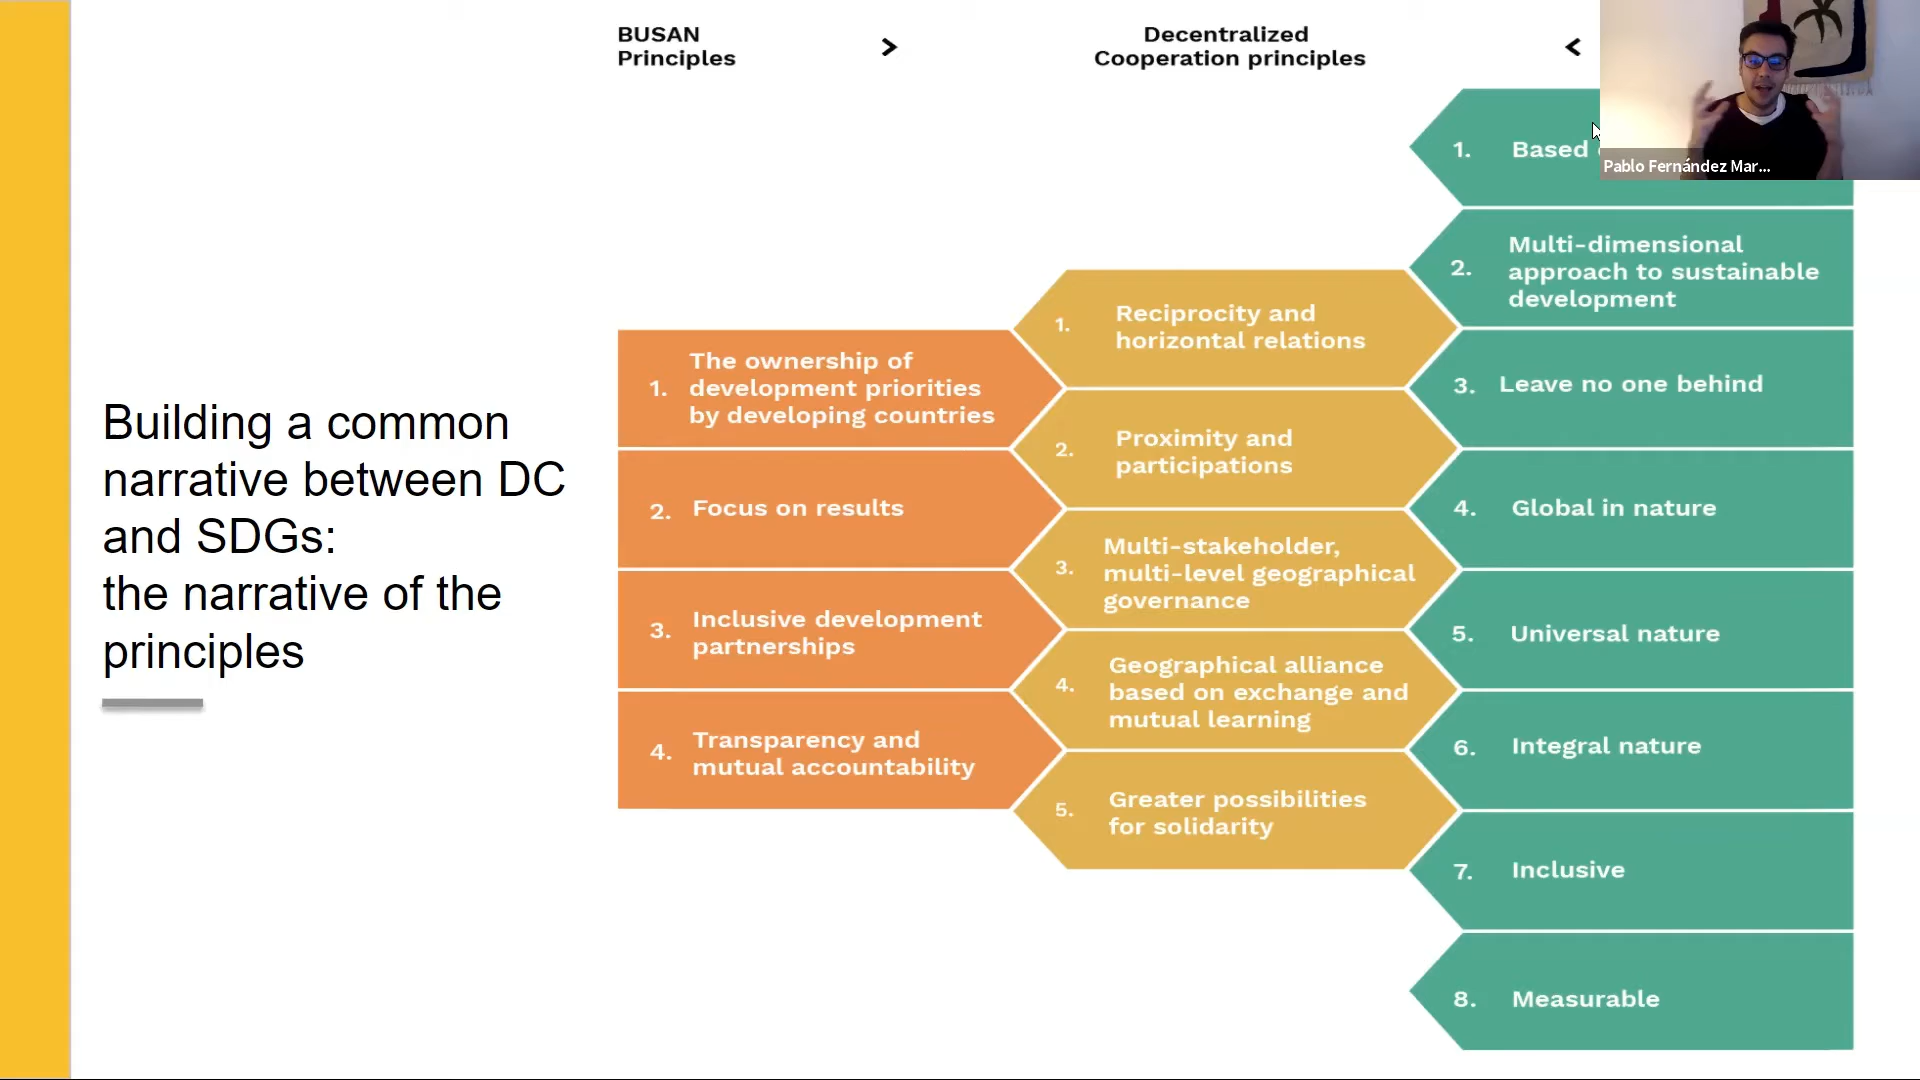 Building a common
narrative between DC
and SDGs:
the narrative of the
principles
BUSAN
Principles
>
Decentralized
Cooperation principles
<
1. The ownership of
development priorities
by developing countries
2. Focus on results
3. Inclusive development
partnerships
4. Transparency and
mutual accountability
1. Reciprocity and
horizontal relations
2. Proximity and
participations
3. Multi-stakeholder,
multi-level geographical
governance
4. Geographical alliance
based on exchange and
mutual learning
5. Greater possibilities
for solidarity
1. Based
2. Multi-dimensional
approach to sustainable
development
3. Leave no one behind
4. Global in nature
5. Universal nature
6. Integral nature
7. Inclusive
8. Measurable
Pablo Fernández Mar...